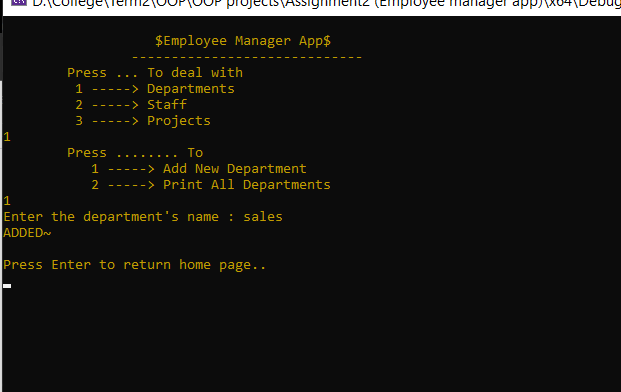 D:\College\Term2\OOP\OOP projects\Assignment2 (Employee manager app)\x64\Debug
$Employee Manager App$
-----------------------------
Press ... To deal with
1 -----> Departments
2 -----> Staff
3 -----> Projects
1
Press ........ To
1 -----> Add New Department
2 -----> Print All Departments
1
Enter the department's name : sales
ADDED~
Press Enter to return home page..